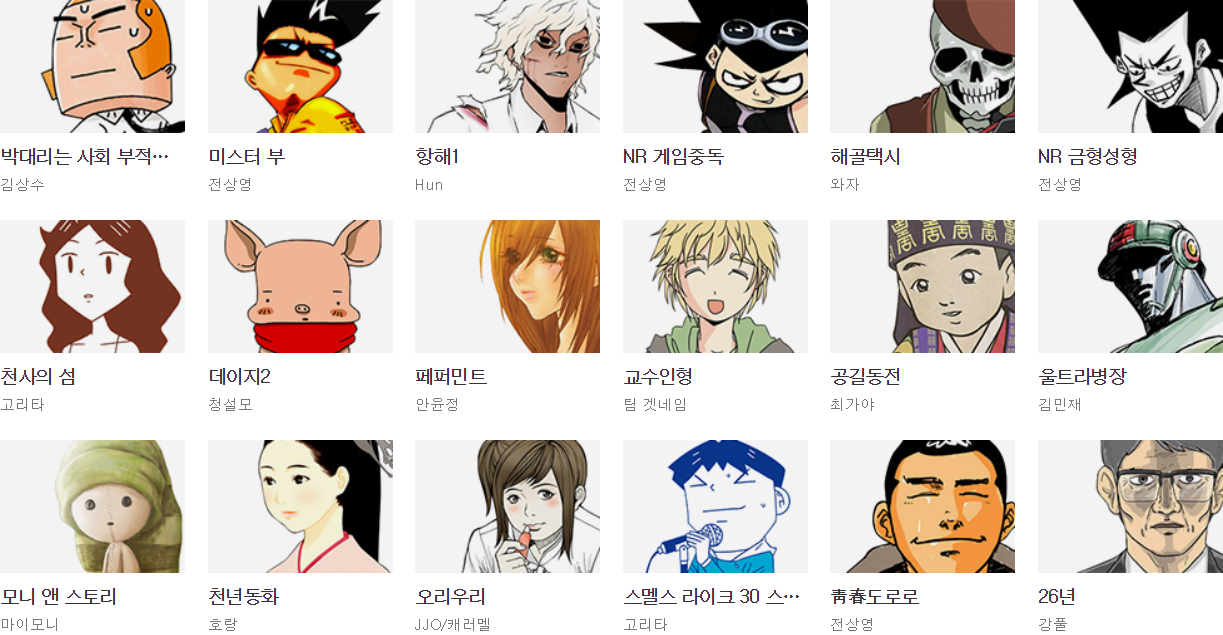 박대리는 사회 부적…
김상수
미스터 부
전상영
항해1
Hun
NR 게임중독
전상영
해골택시
와자
NR 금형성형
전상영
천사의 섬
고리타
데이지2
청설모
페퍼민트
안윤정
교수인형
팀 겟네임
공길동전
최가야
울트라병장
김민재
모니 앤 스토리
마이모니
천년동화
호랑
오리우리
JJO/캐러멜
스멜스 라이크 30 스…
고리타
靑春도로로
전상영
26년
강풀